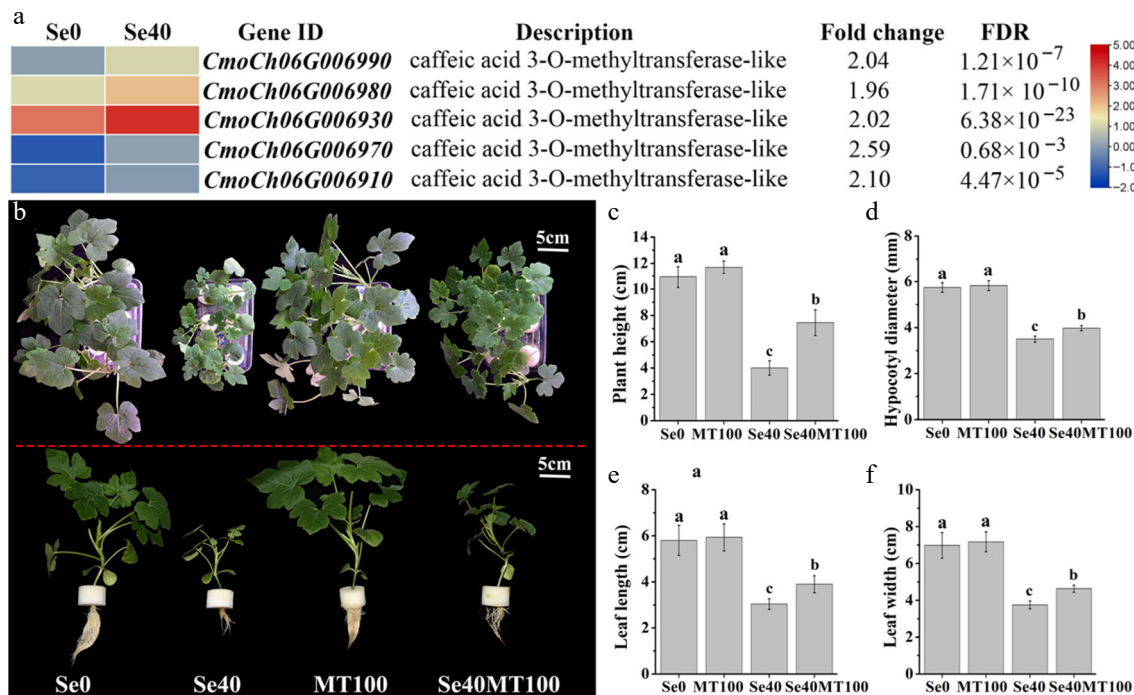 a
Se0 Se40 Gene ID Description Fold change FDR
CmoCh06G006990 caffeic acid 3-O-methyltransferase-like 2.04 1.21×10⁻⁷
CmoCh06G006980 caffeic acid 3-O-methyltransferase-like 1.96 1.71×10⁻¹⁰
CmoCh06G006930 caffeic acid 3-O-methyltransferase-like 2.02 6.38×10⁻²³
CmoCh06G006970 caffeic acid 3-O-methyltransferase-like 2.59 0.68×10⁻³
CmoCh06G006910 caffeic acid 3-O-methyltransferase-like 2.10 4.47×10⁻⁵
5.00
4.00
3.00
2.00
1.00
0.00
-1.00
-2.0
b
5cm
5cm
Se0 Se40 MT100 Se40MT100
c
Plant height (cm)
14
12
10
8
6
4
2
0
a a c b
Se0 MT100 Se40 Se40MT100
d
Hypocotyl diameter (mm)
8
6
4
2
0
a a c b
Se0 MT100 Se40 Se40MT100
e
a
Leaf length (cm)
8
6
4
2
0
a a c b
Se0 MT100 Se40 Se40MT100
f
Leaf width (cm)
10
8
6
4
2
0
a a c b
Se0 MT100 Se40 Se40MT100